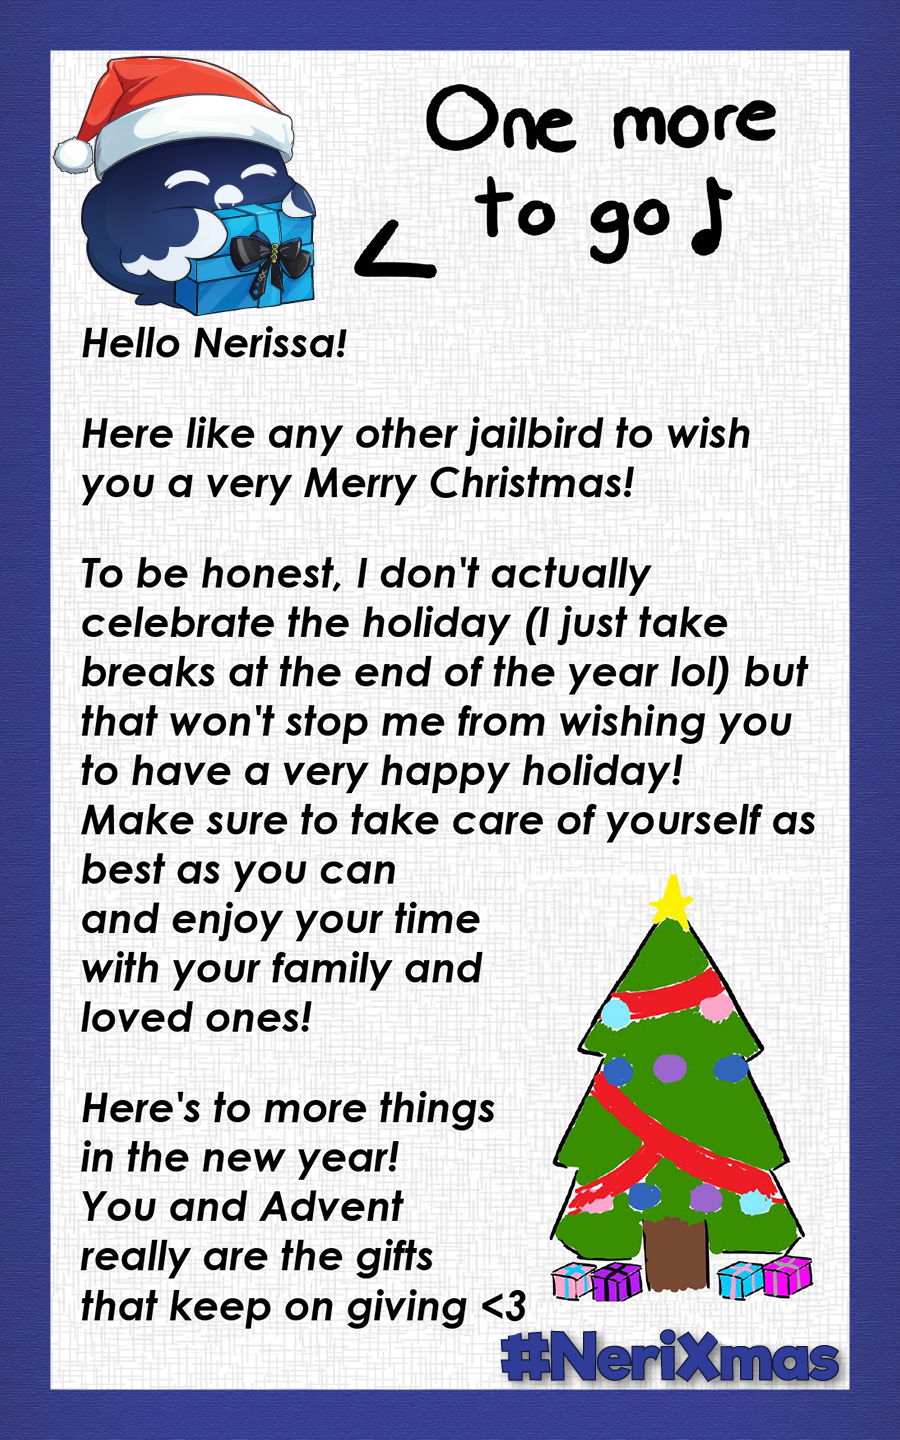 One more
to go♪
Hello Nerissa!
Here like any other jailbird to wish
you a very Merry Christmas!
To be honest, I don't actually
celebrate the holiday (I just take
breaks at the end of the year lol) but
that won't stop me from wishing you
to have a very happy holiday!
Make sure to take care of yourself as
best as you can
and enjoy your time
with your family and
loved ones!
Here's to more things
in the new year!
You and Advent
really are the gifts
that keep on giving <3
#NeriXmas